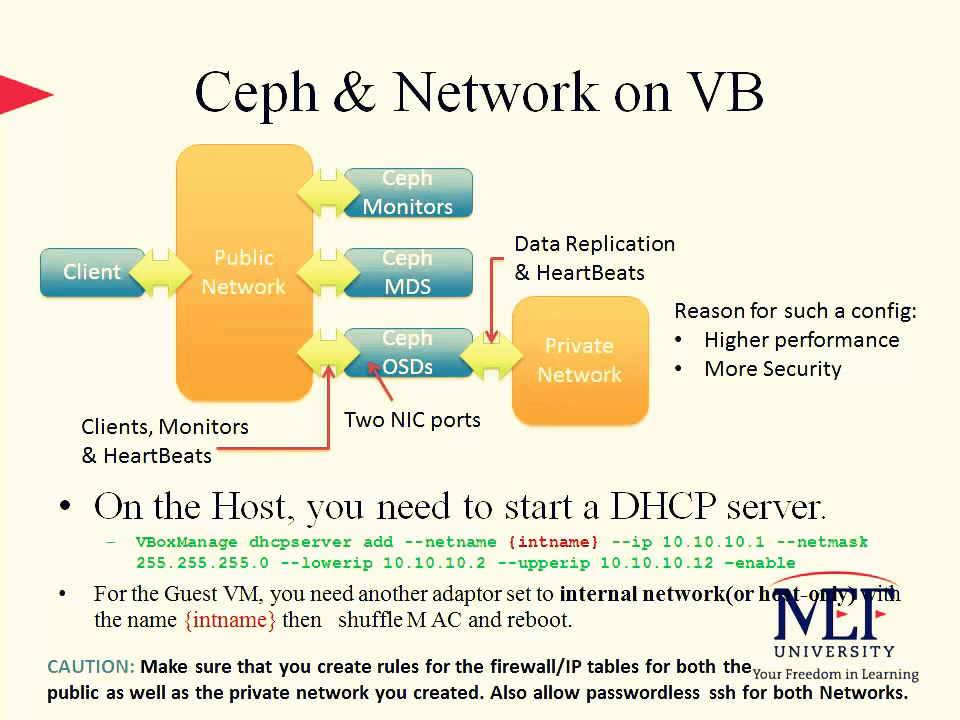 Ceph & Network on VB
Ceph
Monitors
Client
Public
Network
Ceph
MDS
Ceph
OSDs
Data Replication
& HeartBeats
Private
Network
Reason for such a config:
• Higher performance
• More Security
Two NIC ports
Clients, Monitors
& HeartBeats
• On the Host, you need to start a DHCP server.
– VBoxManage dhcpserver add --netname {intname} --ip 10.10.10.1 --netmask
255.255.255.0 --lowerip 10.10.10.2 --upperip 10.10.10.12 –enable
• For the Guest VM, you need another adaptor set to internal network(or host-only) with
the name {intname} then shuffle M AC and reboot.
MEF
UNIVERSITY
Your Freedom in Learning
CAUTION: Make sure that you create rules for the firewall/IP tables for both the
public as well as the private network you created. Also allow passwordless ssh for both Networks.